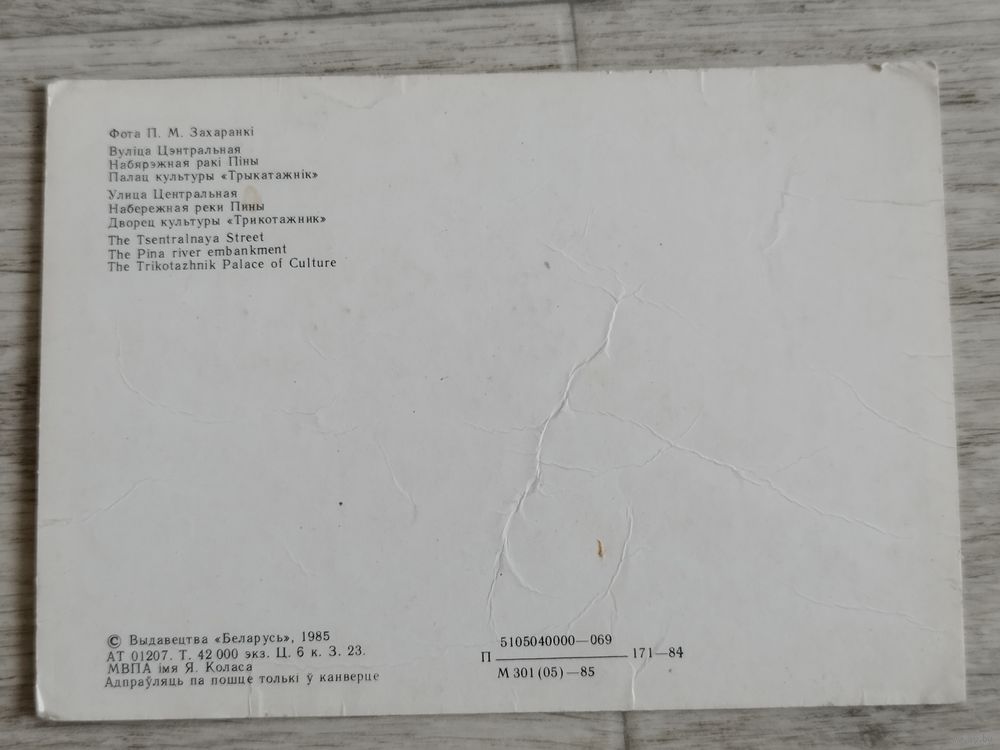 Фота П. М. Захаранкі
Вуліца Цэнтральная
Набярэжная ракі Піны
Палац культуры «Трыкатажнік»
Улица Центральная
Набережная реки Пины
Дворец культуры «Трикотажник»
The Tsentralnaya Street
The Pina river embankment
The Trikotazhnik Palace of Culture
© Выдавецтва «Беларусь», 1985
АТ 01207. Т. 42 000 экз. Ц. 6 к. З. 23.
МВПА імя Я. Коласа
Адпраўляць па пошце толькі ў канверце
5105040000—069
П 171—84
М 301 (05) —85